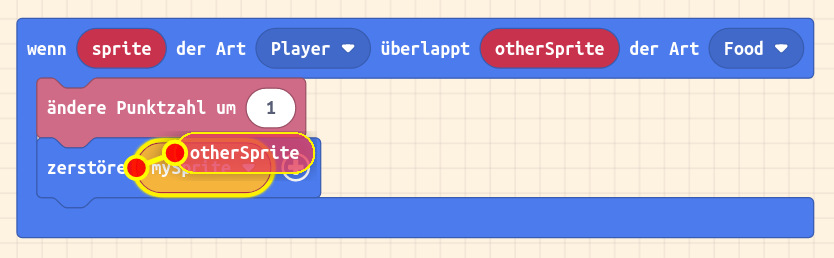 wenn sprite der Art Player überlappt otherSprite der Art Food
ändere Punktzahl um 1
otherSprite
zerstöre mySprite